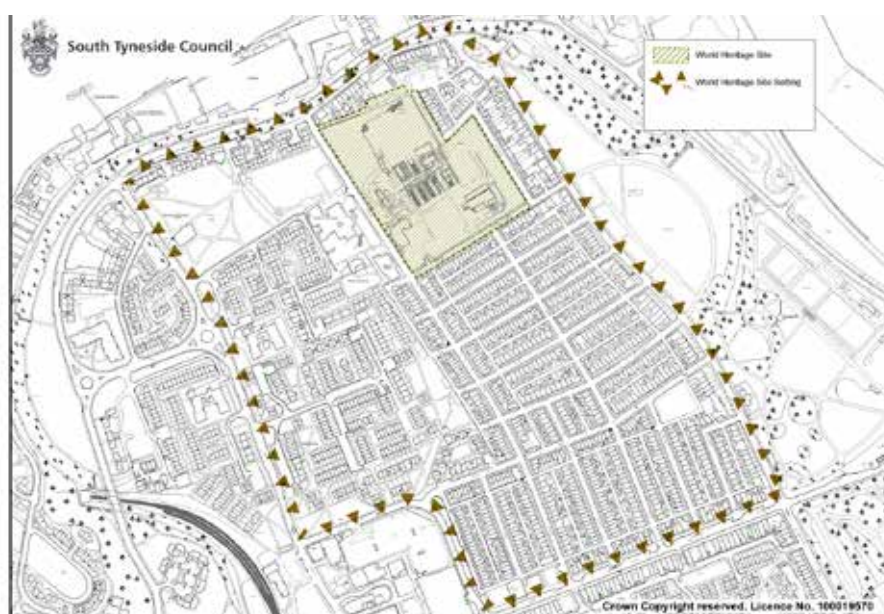 South Tyneside Council
World Heritage Site
World Heritage Site Setting
Crown Copyright reserved. Licence No. 100019570